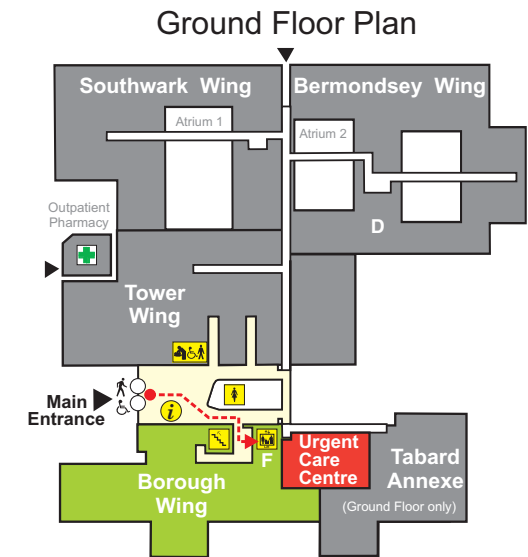 Ground Floor Plan
Southwark Wing
Bermondsey Wing
Atrium 1
Atrium 2
Outpatient
Pharmacy
D
Tower
Wing
Main
Entrance
i
F
Urgent
Care
Centre
Tabard
Annexe
(Ground Floor only)
Borough
Wing